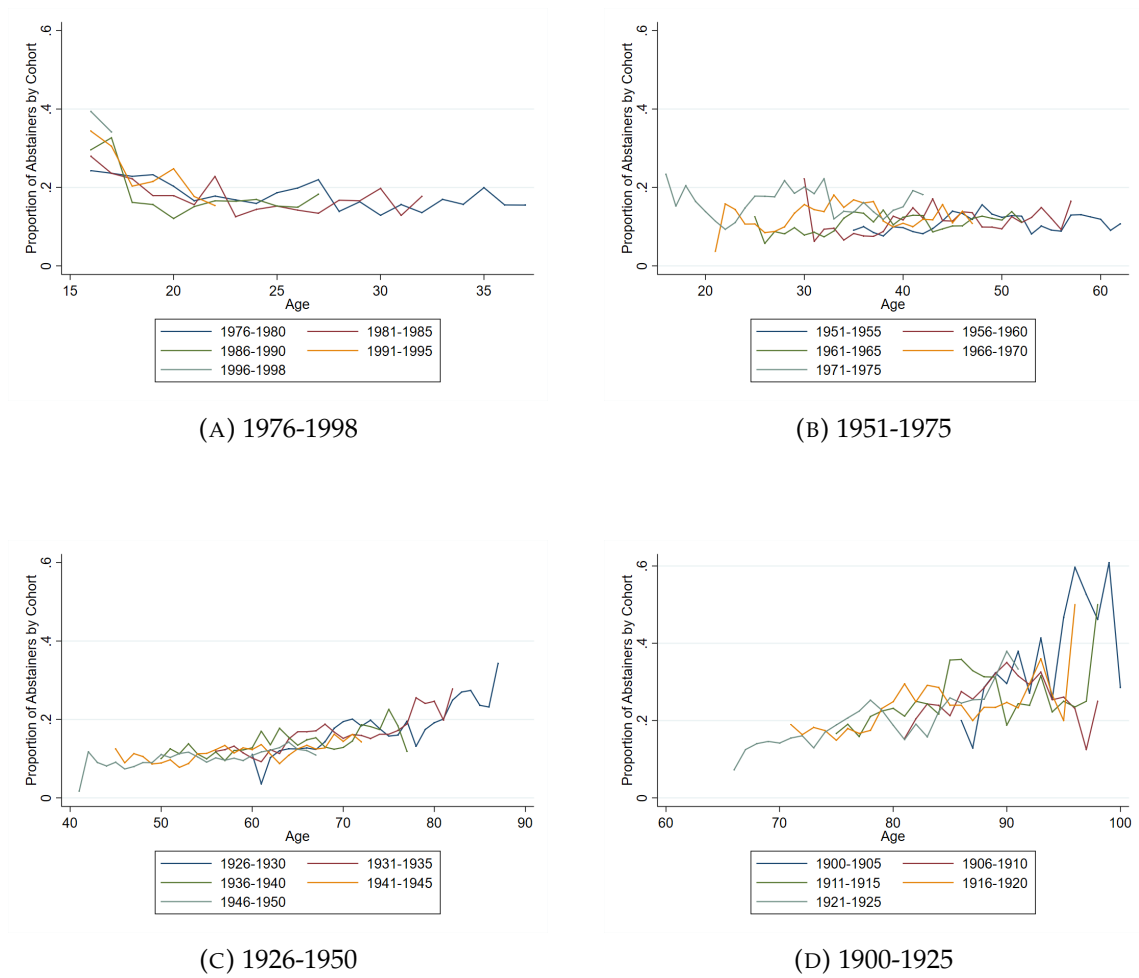 Proportion of Abstainers by Cohort
.6
.4
.2
0
15 20 25 30 35
Age
1976-1980 1981-1985
1986-1990 1991-1995
1996-1998
(A) 1976-1998
Proportion of Abstainers by Cohort
.6
.4
.2
0
20 30 40 50 60
Age
1951-1955 1956-1960
1961-1965 1966-1970
1971-1975
(B) 1951-1975
Proportion of Abstainers by Cohort
.6
.4
.2
0
40 50 60 70 80 90
Age
1926-1930 1931-1935
1936-1940 1941-1945
1946-1950
(C) 1926-1950
Proportion of Abstainers by Cohort
.6
.4
.2
0
60 70 80 90 100
Age
1900-1905 1906-1910
1911-1915 1916-1920
1921-1925
(D) 1900-1925